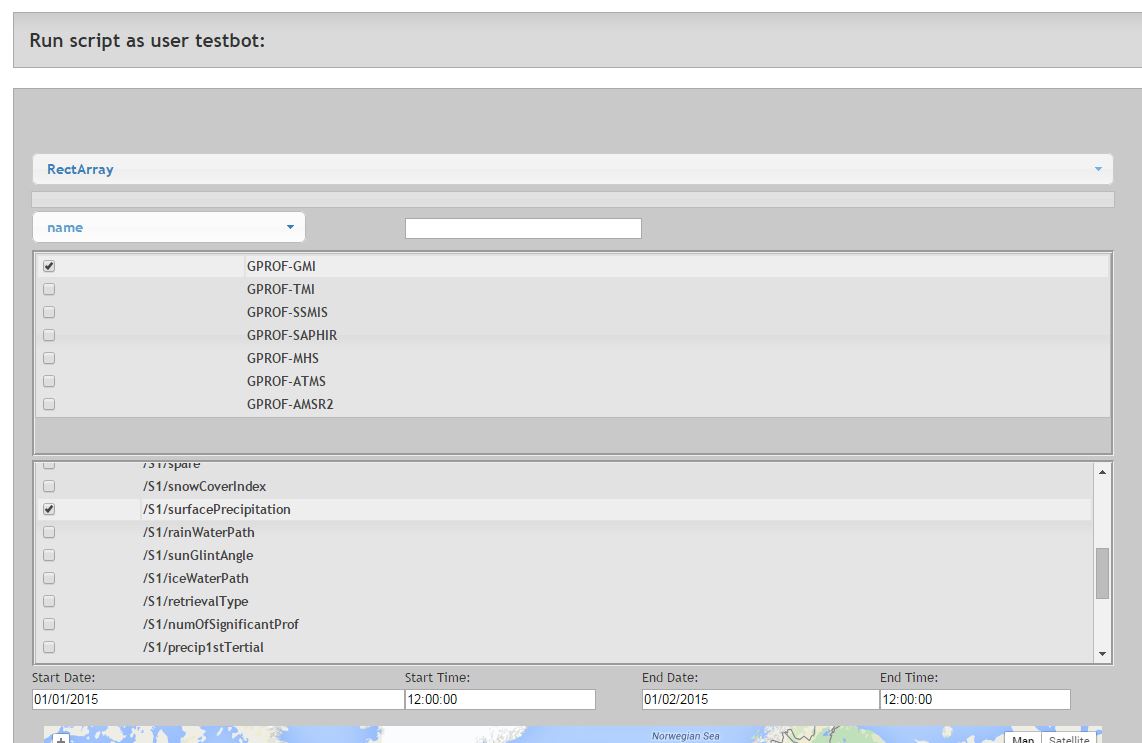 Run script as user testbot:
RectArray
name
GPROF-GMI
GPROF-TMI
GPROF-SSMIS
GPROF-SAPHIR
GPROF-MHS
GPROF-ATMS
GPROF-AMSR2
/S1/spare
/S1/snowCoverIndex
/S1/surfacePrecipitation
/S1/rainWaterPath
/S1/sunGlintAngle
/S1/iceWaterPath
/S1/retrievalType
/S1/numOfSignificantProf
/S1/precip1stTertial
Start Date: Start Time: End Date: End Time:
01/01/2015 12:00:00 01/02/2015 12:00:00
+ Norwegian Sea Map Satellite